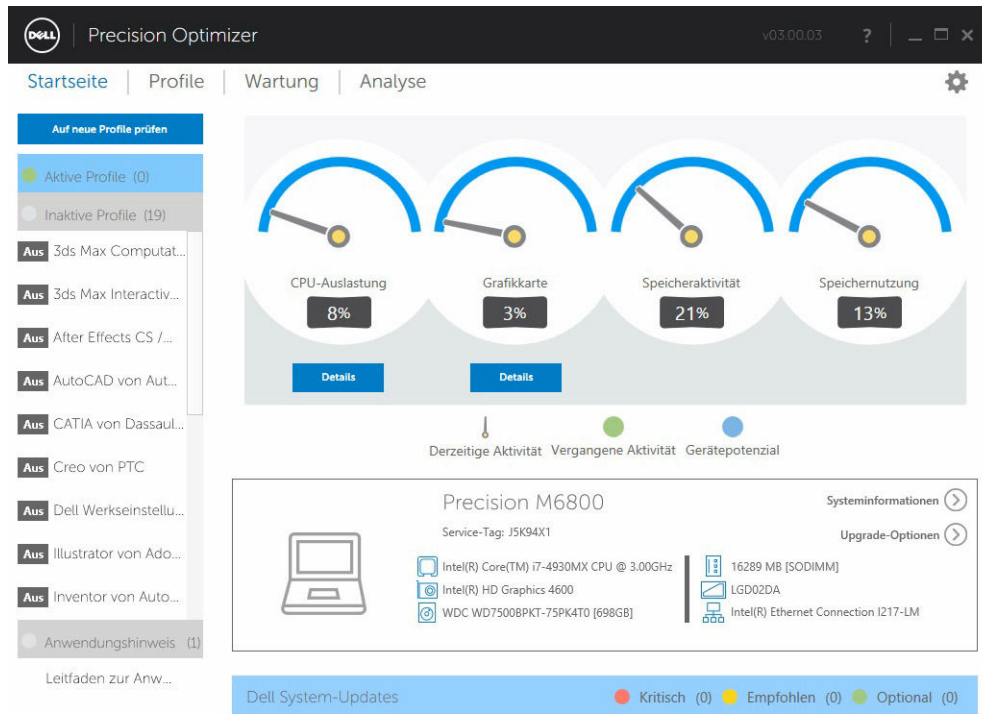 DELL Precision Optimizer v03.00.03 ?
Startseite Profile Wartung Analyse
Auf neue Profile prüfen
Aktive Profile (0)
Inaktive Profile (19)
Aus 3ds Max Computat...
Aus 3ds Max Interactiv...
Aus After Effects CS /...
Aus AutoCAD von Aut...
Aus CATIA von Dassaul...
Aus Creo von PTC
Aus Dell Werkseinstellu...
Aus Illustrator von Ado...
Aus Inventor von Auto...
Anwendungshinweis (1)
Leitfaden zur Anw...
CPU-Auslastung
8%
Details
Grafikkarte
3%
Details
Speicheraktivität
21%
Speichernutzung
13%
Derzeitige Aktivität Vergangene Aktivität Gerätepotenzial
Precision M6800
Service-Tag: J5K94X1
Systeminformationen
Upgrade-Optionen
Intel(R) Core(TM) i7-4930MX CPU @ 3.00GHz
Intel(R) HD Graphics 4600
WDC WD7500BPKT-75PK4T0 [698GB]
16289 MB [SODIMM]
LGD02DA
Intel(R) Ethernet Connection I217-LM
Dell System-Updates Kritisch (0) Empfohlen (0) Optional (0)